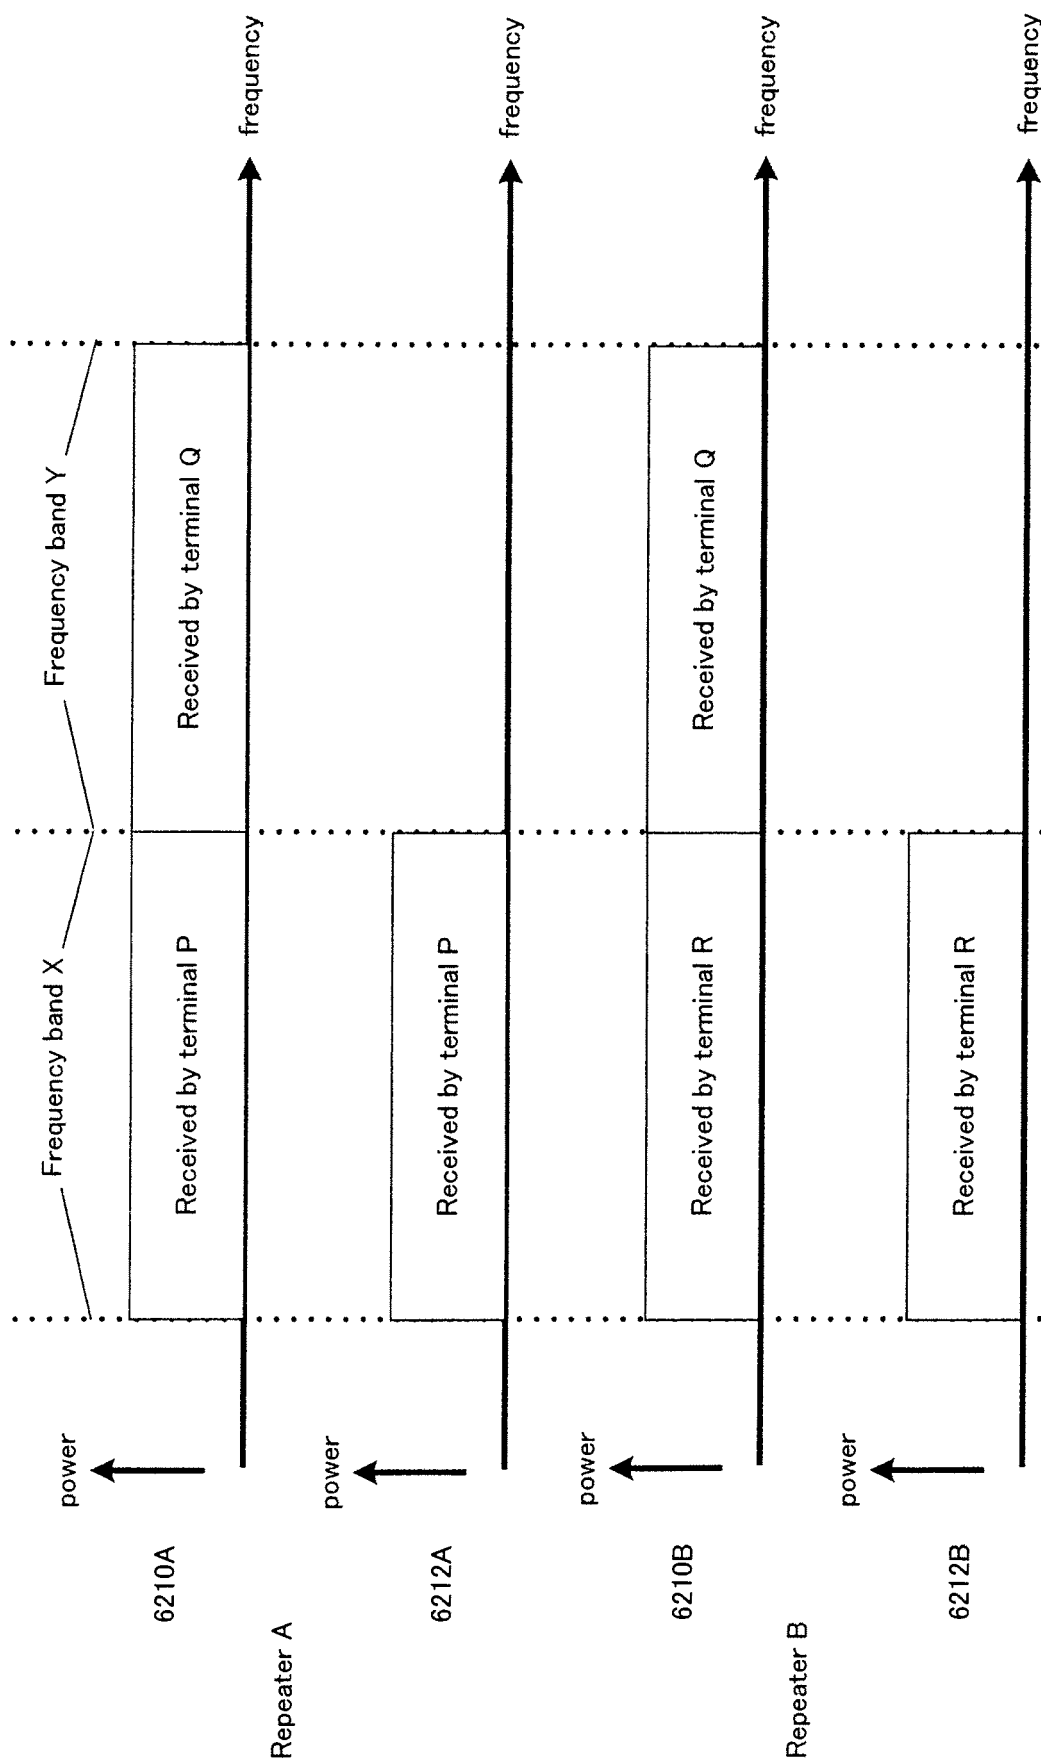 Frequency band X
Frequency band Y
Repeater A
6210A
power
Received by terminal P
Received by terminal Q
frequency
6212A
power
Received by terminal P
frequency
Repeater B
6210B
power
Received by terminal R
Received by terminal Q
frequency
6212B
power
Received by terminal R
frequency